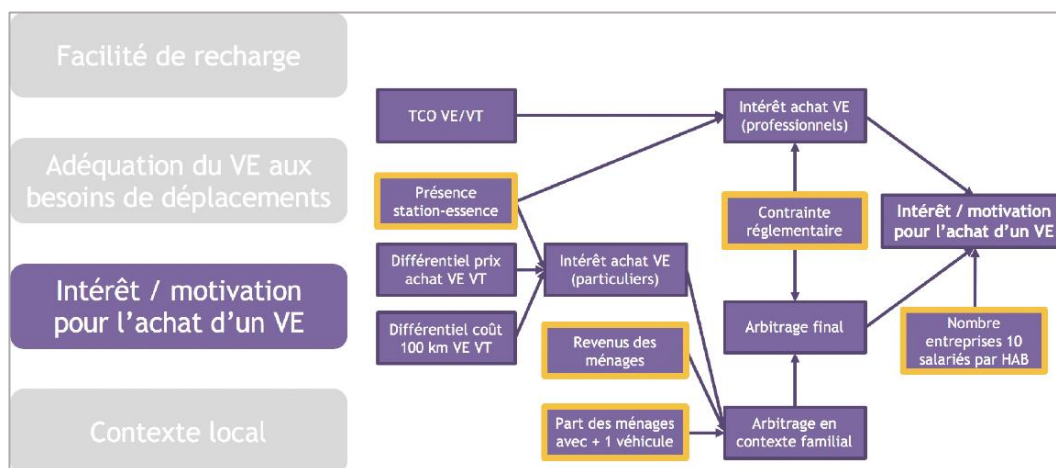 Facilité de recharge
Adéquation du VE aux
besoins de déplacements
Intérêt / motivation
pour l'achat d'un VE
Contexte local
TCO VE/VT
Présence
station-essence
Différentiel prix
achat VE VT
Différentiel coût
100 km VE VT
Intérêt achat VE
(particuliers)
Revenus des
ménages
Part des ménages
avec + 1 véhicule
Intérêt achat VE
(professionnels)
Contrainte
réglementaire
Arbitrage final
Arbitrage en
contexte familial
Intérêt / motivation
pour l'achat d'un VE
Nombre
entreprises 10
salariés par HAB